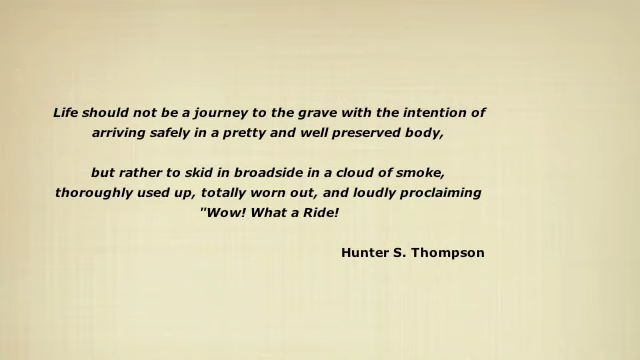 Life should not be a journey to the grave with the intention of
arriving safely in a pretty and well preserved body,
but rather to skid in broadside in a cloud of smoke,
thoroughly used up, totally worn out, and loudly proclaiming
"Wow! What a Ride!
Hunter S. Thompson